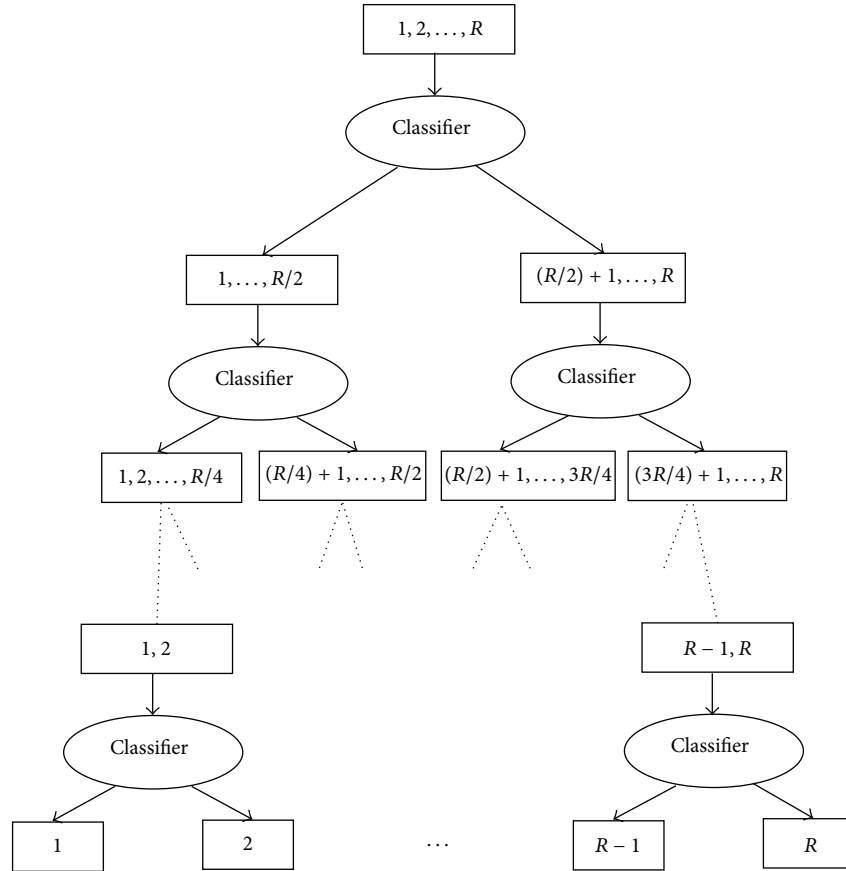 1, 2, . . . , R
Classifier
1, . . . , R/2
(R/2) + 1, . . . , R
Classifier
Classifier
1, 2, . . . , R/4
(R/4) + 1, . . . , R/2
(R/2) + 1, . . . , 3R/4
(3R/4) + 1, . . . , R
1, 2
R − 1, R
Classifier
Classifier
1
2
. . .
R − 1
R